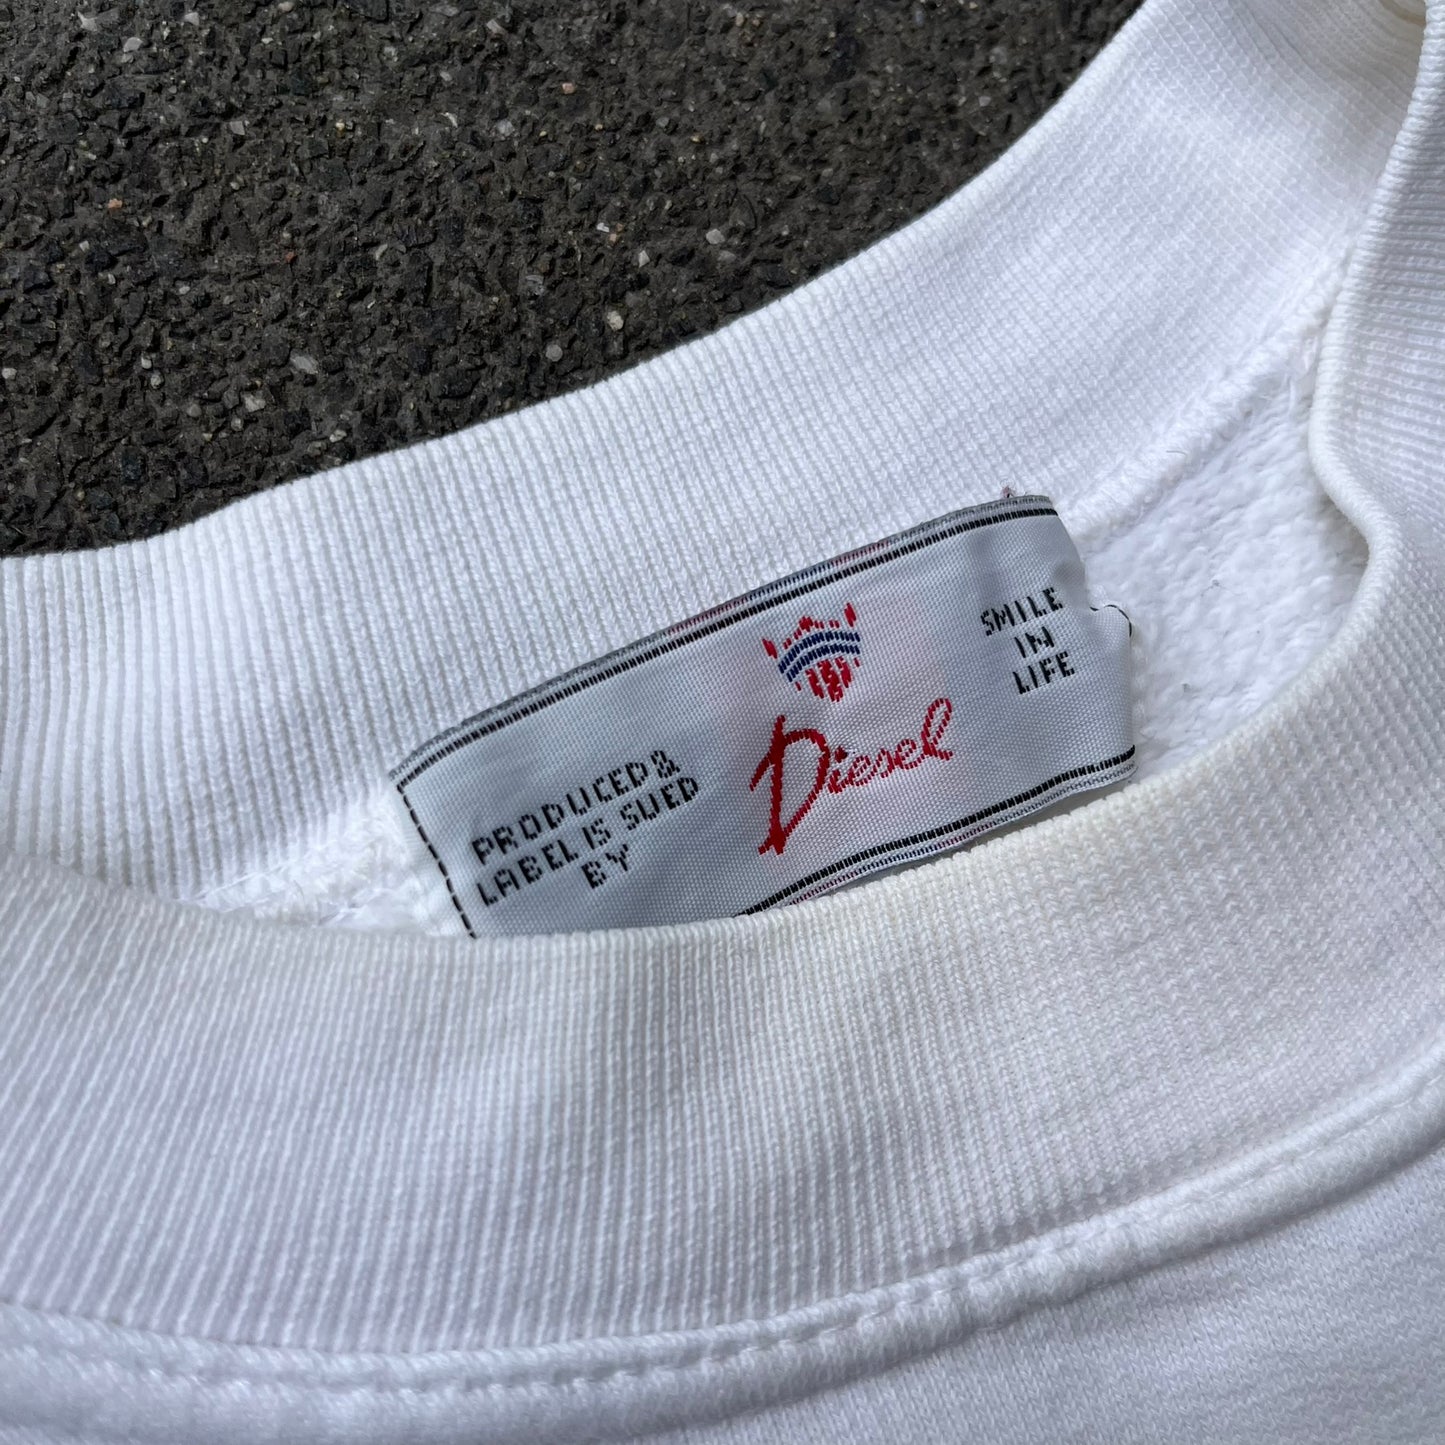 PRODUCED &
LABEL IS SUED
BY
Diesel
SMILE
IN
LIFE